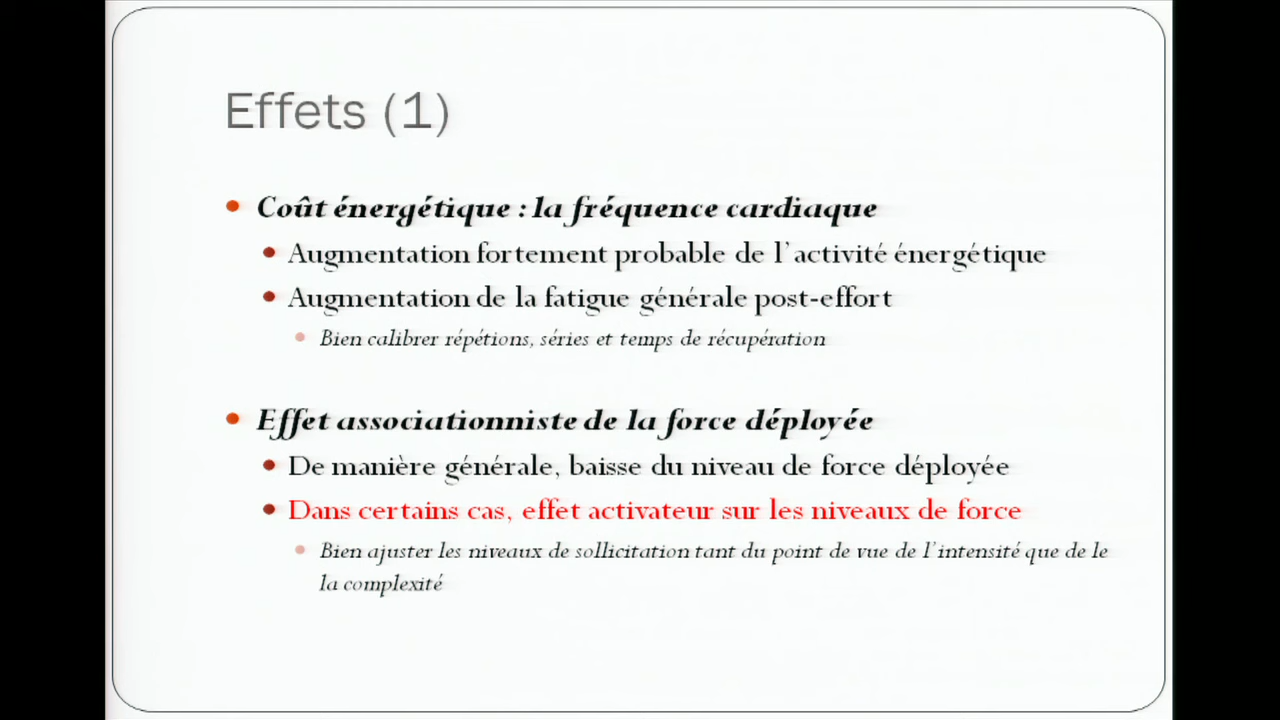 Effets (1)
Coût énergétique : la fréquence cardiaque
Augmentation fortement probable de l'activité énergétique
Augmentation de la fatigue générale post-effort
Bien calibrer répétions, séries et temps de récupération
Effet associationniste de la force déployée
De manière générale, baisse du niveau de force déployée
Dans certains cas, effet activateur sur les niveaux de force
Bien ajuster les niveaux de sollicitation tant du point de vue de l'intensité que de le
la complexité